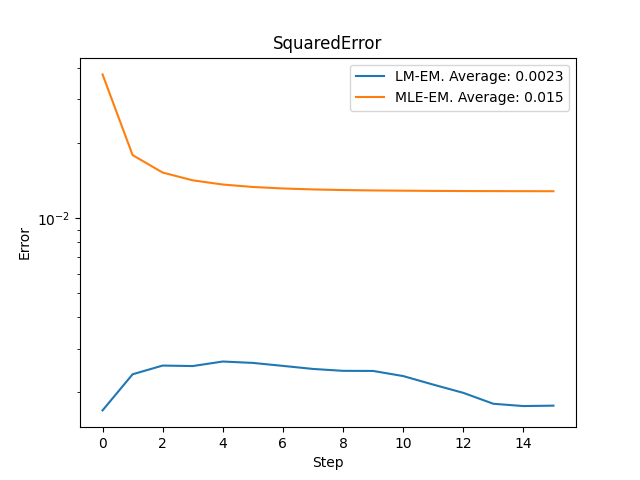 SquaredError
LM-EM. Average: 0.0023
MLE-EM. Average: 0.015
10⁻²
Error
0 2 4 6 8 10 12 14
Step